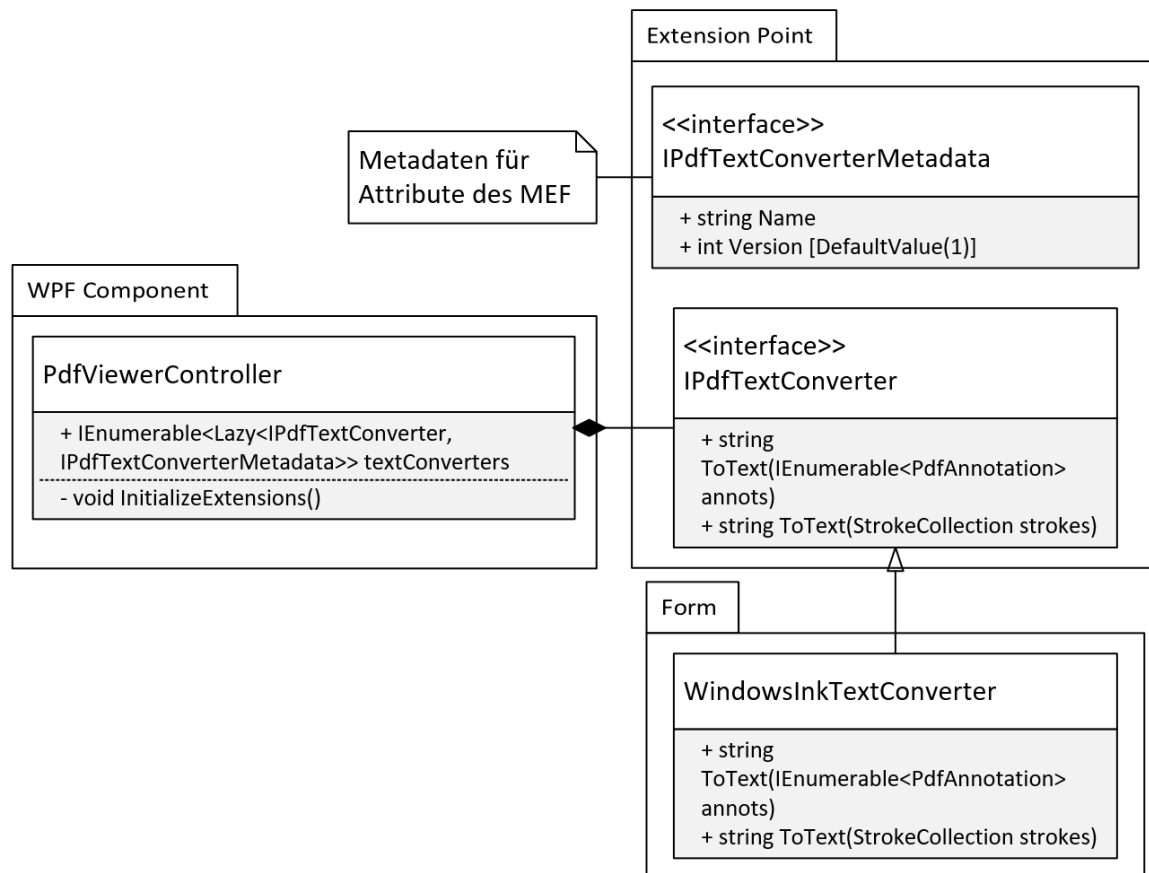 Extension Point
<<interface>>
IPdfTextConverterMetadata
+ string Name
+ int Version [DefaultValue(1)]
Metadaten für
Attribute des MEF
WPF Component
PdfViewerController
+ IEnumerable<Lazy<IPdfTextConverter,
IPdfTextConverterMetadata>> textConverters
- void InitializeExtensions()
<<interface>>
IPdfTextConverter
+ string
ToText(IEnumerable<PdfAnnotation>
annots)
+ string ToText(StrokeCollection strokes)
Form
WindowsInkTextConverter
+ string
ToText(IEnumerable<PdfAnnotation>
annots)
+ string ToText(StrokeCollection strokes)